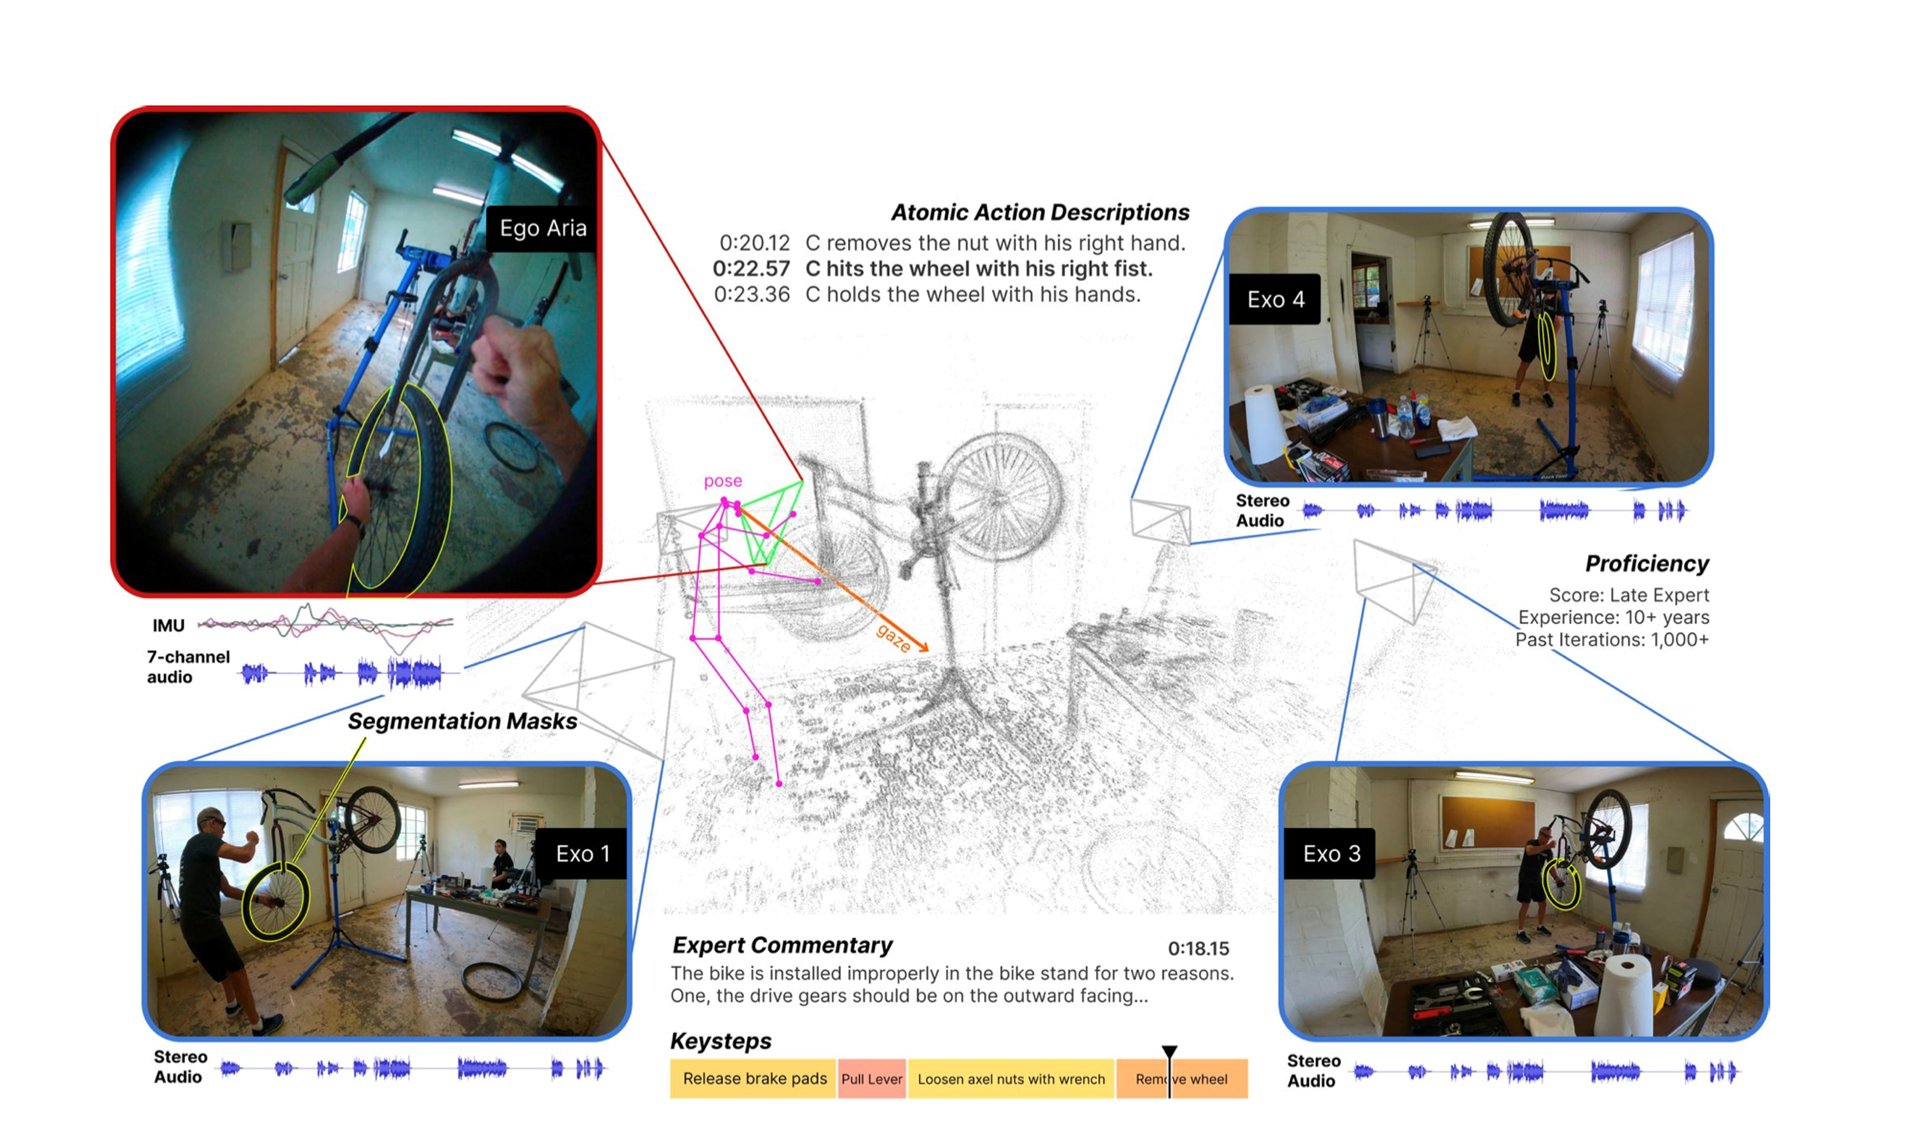 Ego Aria
Atomic Action Descriptions
0:20.12 C removes the nut with his right hand.
0:22.57 C hits the wheel with his right fist.
0:23.36 C holds the wheel with his hands.
Exo 4
pose
gaze
Stereo
Audio
Proficiency
Score: Late Expert
Experience: 10+ years
Past Iterations: 1,000+
IMU
7-channel
audio
Segmentation Masks
Exo 1
Exo 3
Expert Commentary 0:18.15
The bike is installed improperly in the bike stand for two reasons.
One, the drive gears should be on the outward facing...
Keysteps
Release brake pads Pull Lever Loosen axel nuts with wrench Remove wheel
Stereo
Audio
Stereo
Audio